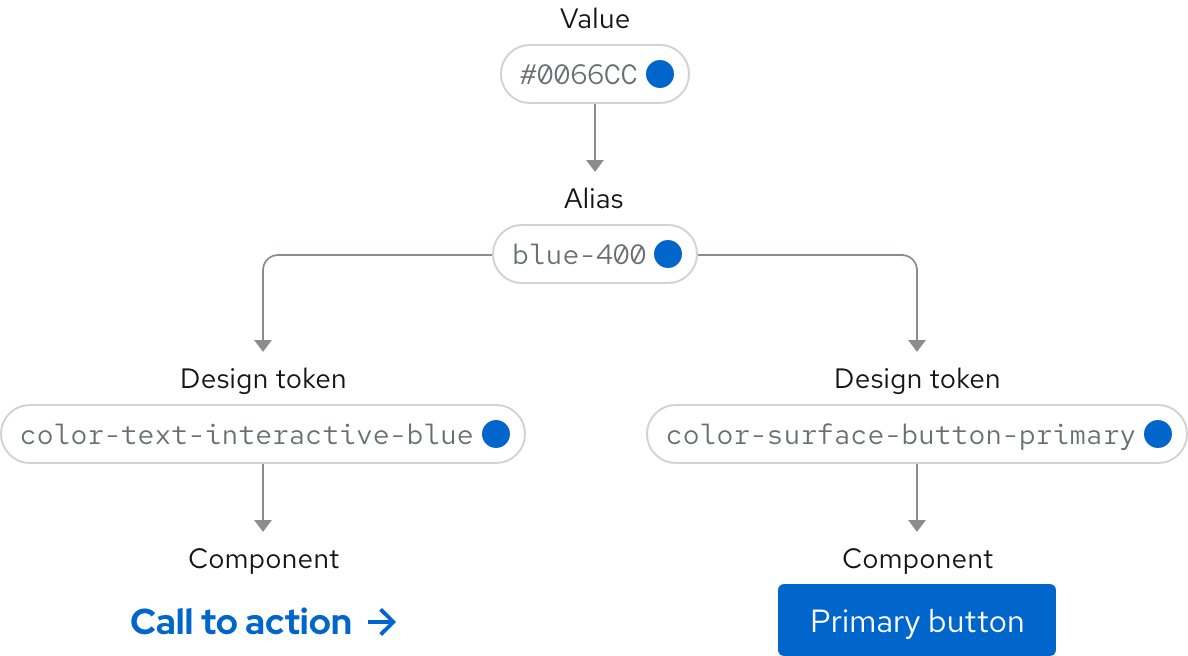 Value
#0066CC
Alias
blue-400
Design token
color-text-interactive-blue
Component
Call to action →
Design token
color-surface-button-primary
Component
Primary button